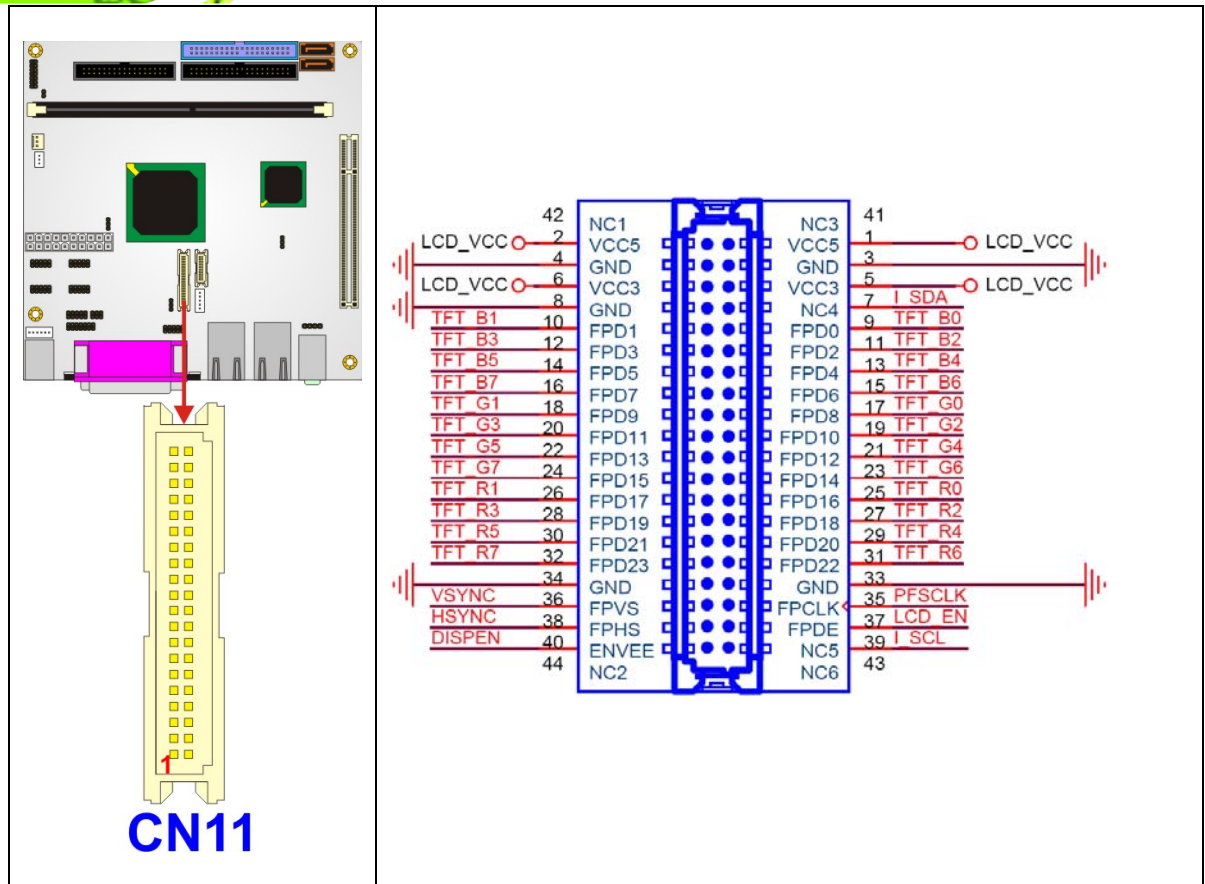 1
CN11
42 NC1 NC3 41
LCD_VCC 2 VCC5 VCC5 1 LCD_VCC
4 GND GND 3
LCD_VCC 6 VCC3 VCC3 5 LCD_VCC
8 GND NC4 7 I_SDA
TFT_B1 10 FPD1 FPD0 9 TFT_B0
TFT_B3 12 FPD3 FPD2 11 TFT_B2
TFT_B5 14 FPD5 FPD4 13 TFT_B4
TFT_B7 16 FPD7 FPD6 15 TFT_B6
TFT_G1 18 FPD9 FPD8 17 TFT_G0
TFT_G3 20 FPD11 FPD10 19 TFT_G2
TFT_G5 22 FPD13 FPD12 21 TFT_G4
TFT_G7 24 FPD15 FPD14 23 TFT_G6
TFT_R1 26 FPD17 FPD16 25 TFT_R0
TFT_R3 28 FPD19 FPD18 27 TFT_R2
TFT_R5 30 FPD21 FPD20 29 TFT_R4
TFT_R7 32 FPD23 FPD22 31 TFT_R6
34 GND GND 33
VSYNC 36 FPVS FPCLK 35 PFSCLK
HSYNC 38 FPHS FPDE 37 LCD_EN
DISPEN 40 ENVEE NC5 39 I_SCL
44 NC2 NC6 43